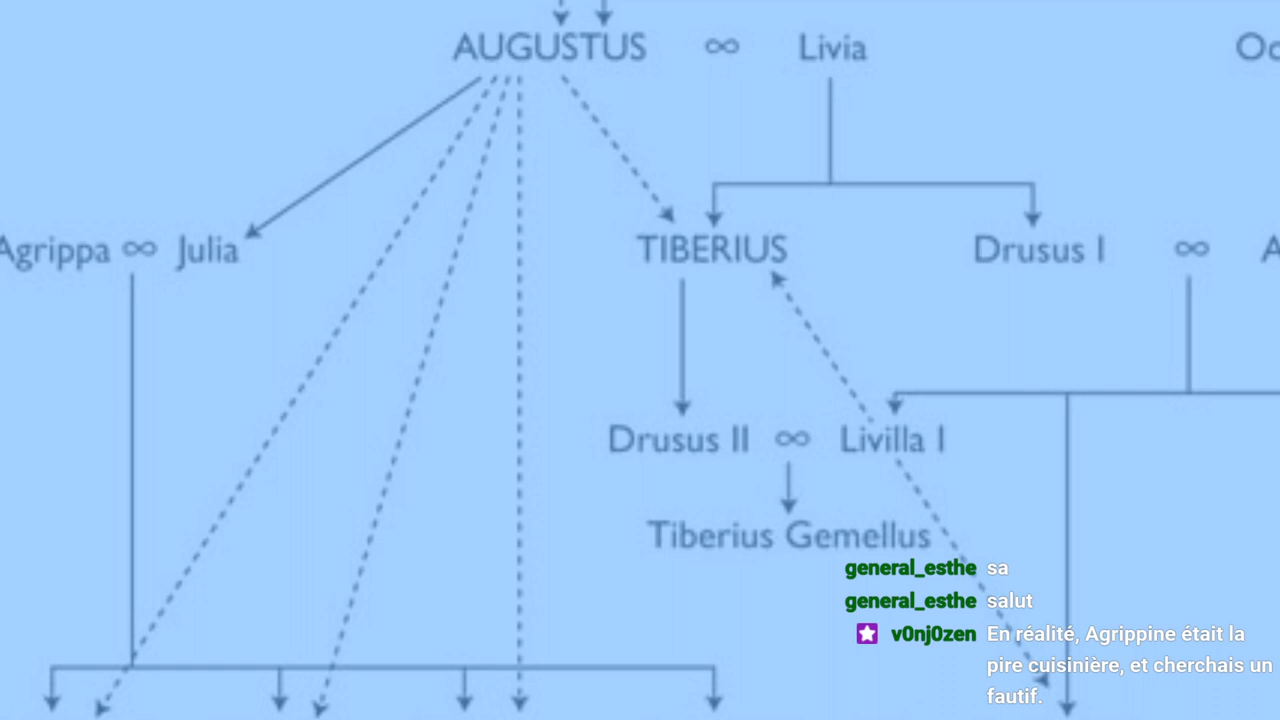 AUGUSTUS ∞ Livia
Agrippa ∞ Julia TIBERIUS Drusus I ∞
Drusus II ∞ Livilla I
Tiberius Gemellus
general_esthe sa
general_esthe salut
v0nj0zen En réalité, Agrippine était la
pire cuisinière, et cherchais un
fautif.